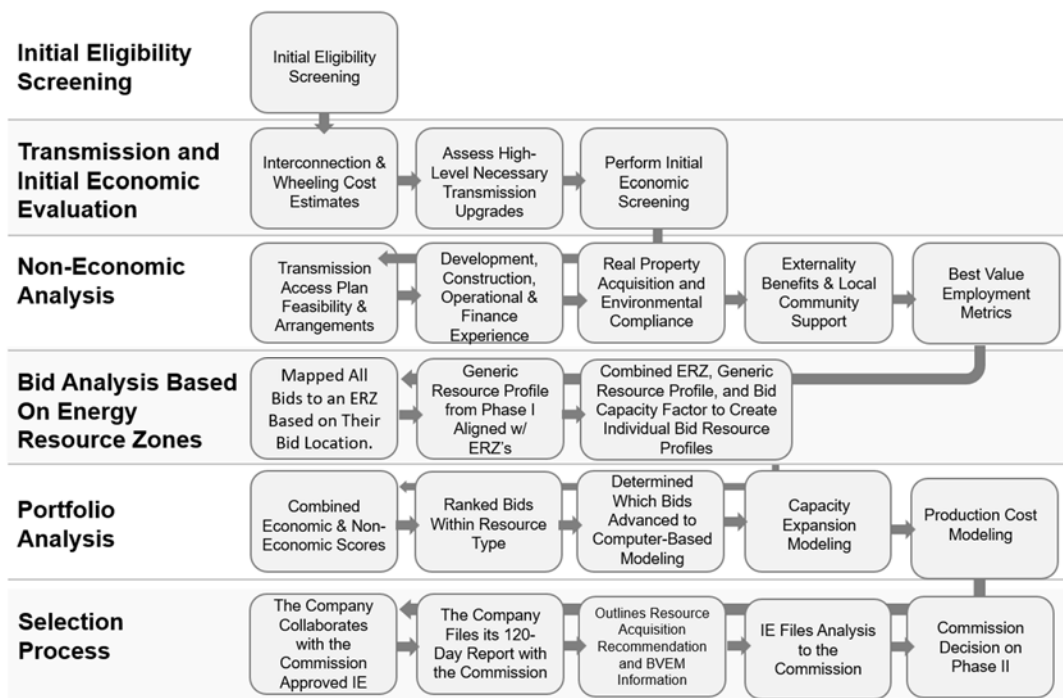 Initial Eligibility
Screening
Initial Eligibility
Screening
Transmission and
Initial Economic
Evaluation
Interconnection &
Wheeling Cost
Estimates
Assess High-
Level Necessary
Transmission
Upgrades
Perform Initial
Economic
Screening
Non-Economic
Analysis
Transmission
Access Plan
Feasibility &
Arrangements
Development,
Construction,
Operational &
Finance
Experience
Real Property
Acquisition and
Environmental
Compliance
Externality
Benefits & Local
Community
Support
Best Value
Employment
Metrics
Bid Analysis Based
On Energy
Resource Zones
Mapped All
Bids to an ERZ
Based on Their
Bid Location.
Generic
Resource Profile
from Phase I
Aligned w/
ERZ's
Combined ERZ, Generic
Resource Profile, and Bid
Capacity Factor to Create
Individual Bid Resource
Profiles
Portfolio
Analysis
Combined
Economic & Non-
Economic Scores
Ranked Bids
Within Resource
Type
Determined
Which Bids
Advanced to
Computer-Based
Modeling
Capacity
Expansion
Modeling
Production Cost
Modeling
Selection
Process
The Company
Collaborates
with the
Commission
Approved IE
The Company
Files its 120-
Day Report with
the Commission
Outlines Resource
Acquisition
Recommendation
and BVEM
Information
IE Files Analysis
to the
Commission
Commission
Decision on
Phase II